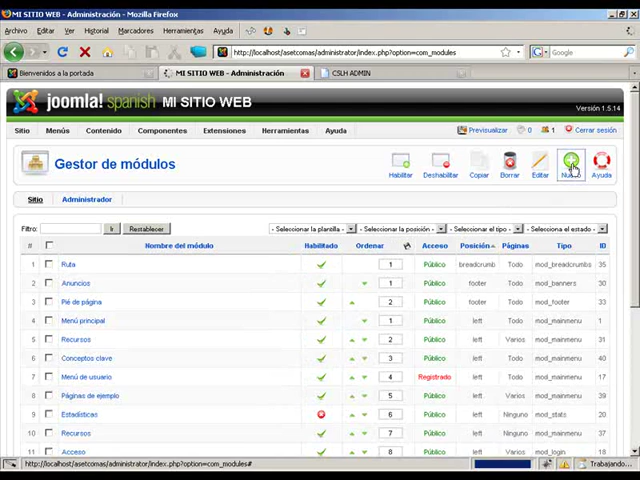 MI SITIO WEB - Administración - Mozilla Firefox
Archivo Editar Ver Historial Marcadores Herramientas Ayuda
http://localhost/asetcomas/administrator/index.php?option=com_modules
Google
Bienvenidos a la portada
MI SITIO WEB - Administración
CSLH ADMIN
joomla! spanish MI SITIO WEB
Versión 1.5.14
Sitio Menús Contenido Componentes Extensiones Herramientas Ayuda
Previsualizar 0 1 Cerrar sesión
Gestor de módulos
Habilitar Deshabilitar Copiar Borrar Editar Nuevo Ayuda
Sitio Administrador
Filtro: Ir Restablecer
- Seleccionar la plantilla - - Seleccionar la posición - - Seleccionar el tipo - - Selecciona el estado -
# Nombre del módulo Habilitado Ordenar Acceso Posición Páginas Tipo ID
1 Ruta 1 Público breadcrumb Todo mod_breadcrumbs 35
2 Anuncios 1 Público footer Todo mod_banners 30
3 Pié de página 2 Público footer Todo mod_footer 33
4 Menú principal 1 Público left Todo mod_mainmenu 1
5 Recursos 2 Público left Varios mod_mainmenu 31
6 Conceptos clave 3 Público left Todo mod_mainmenu 40
7 Menú de usuario 4 Registrado left Todo mod_mainmenu 17
8 Páginas de ejemplo 5 Público left Varios mod_mainmenu 39
9 Estadísticas 6 Público left Ninguno mod_stats 20
10 Recursos 7 Público left Ninguno mod_mainmenu 34
11 Acceso 8 Público left Varios mod_login 18
http://localhost/asetcomas/administrator/index.php?option=com_modules#
Trabajando...